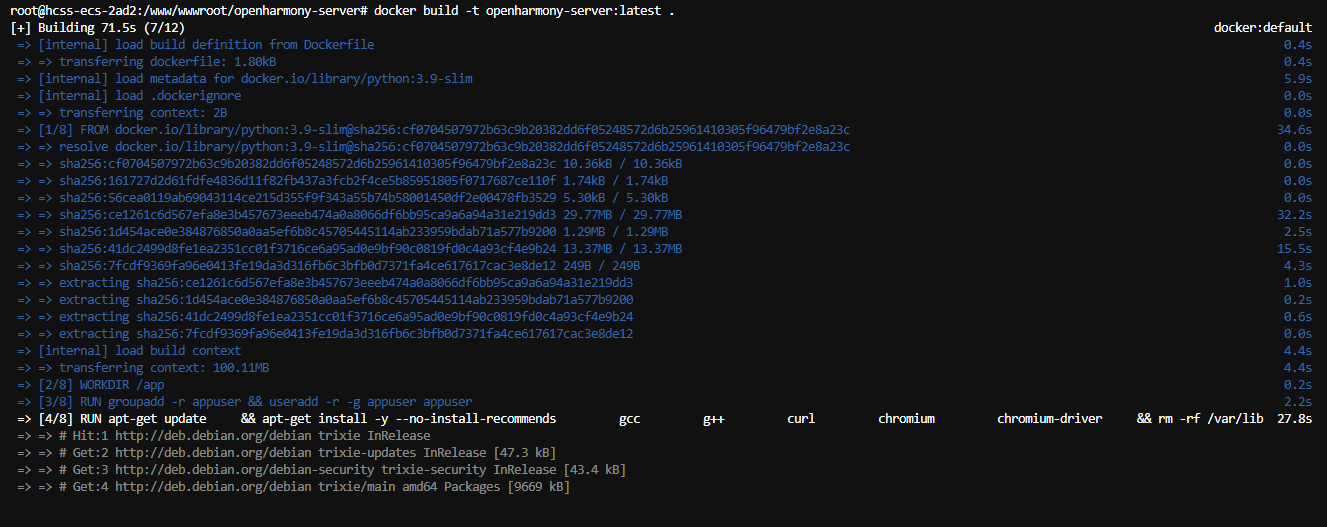 root@hcss-ecs-2ad2:/www/wwwroot/openharmony-server# docker build -t openharmony-server:latest .
[+] Building 71.5s (7/12) docker:default
=> [internal] load build definition from Dockerfile 0.4s
=> => transferring dockerfile: 1.80kB 0.4s
=> [internal] load metadata for docker.io/library/python:3.9-slim 5.9s
=> [internal] load .dockerignore 0.0s
=> => transferring context: 2B 0.0s
=> [1/8] FROM docker.io/library/python:3.9-slim@sha256:cf0704507972b63c9b20382dd6f05248572d6b25961410305f96479bf2e8a23c 34.6s
=> => resolve docker.io/library/python:3.9-slim@sha256:cf0704507972b63c9b20382dd6f05248572d6b25961410305f96479bf2e8a23c 0.0s
=> => sha256:cf0704507972b63c9b20382dd6f05248572d6b25961410305f96479bf2e8a23c 10.36kB / 10.36kB 0.0s
=> => sha256:161727d2d61fdfe4836d11f82fb437a3fcb2f4ce5b85951805f0717687ce110f 1.74kB / 1.74kB 0.0s
=> => sha256:56cea0119ab69043114ce215d355f9f343a55b74b58001450df2e00478fb3529 5.30kB / 5.30kB 0.0s
=> => sha256:ce1261c6d567efa8e3b457673eeeb474a0a8066df6bb95ca9a6a94a31e219dd3 29.77MB / 29.77MB 32.2s
=> => sha256:1d454ace0e384876850a0aa5ef6b8c45705445114ab233959bdab71a577b9200 1.29MB / 1.29MB 2.5s
=> => sha256:41dc2499d8fe1ea2351cc01f3716ce6a95ad0e9bf90c0819fd0c4a93cf4e9b24 13.37MB / 13.37MB 15.5s
=> => sha256:7fcdf9369fa96e0413fe19da3d316fb6c3bfb0d7371fa4ce617617cac3e8de12 249B / 249B 4.3s
=> => extracting sha256:ce1261c6d567efa8e3b457673eeeb474a0a8066df6bb95ca9a6a94a31e219dd3 1.0s
=> => extracting sha256:1d454ace0e384876850a0aa5ef6b8c45705445114ab233959bdab71a577b9200 0.2s
=> => extracting sha256:41dc2499d8fe1ea2351cc01f3716ce6a95ad0e9bf90c0819fd0c4a93cf4e9b24 0.6s
=> => extracting sha256:7fcdf9369fa96e0413fe19da3d316fb6c3bfb0d7371fa4ce617617cac3e8de12 0.0s
=> [internal] load build context 4.4s
=> => transferring context: 100.11MB 4.4s
=> [2/8] WORKDIR /app 0.2s
=> [3/8] RUN groupadd -r appuser && useradd -r -g appuser appuser 2.2s
=> [4/8] RUN apt-get update && apt-get install -y --no-install-recommends gcc g++ curl chromium chromium-driver && rm -rf /var/lib 27.8s
=> => # Hit:1 http://deb.debian.org/debian trixie InRelease
=> => # Get:2 http://deb.debian.org/debian trixie-updates InRelease [47.3 kB]
=> => # Get:3 http://deb.debian.org/debian-security trixie-security InRelease [43.4 kB]
=> => # Get:4 http://deb.debian.org/debian trixie/main amd64 Packages [9669 kB]